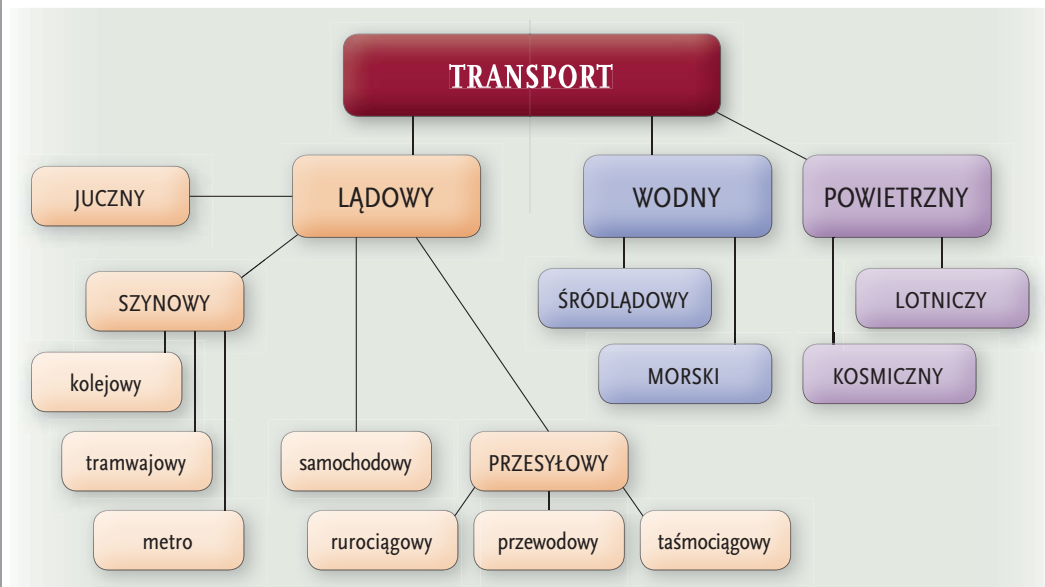 TRANSPORT
JUCZNY
LĄDOWY
WODNY
POWIETRZNY
SZYNOWY
ŚRÓDLĄDOWY
LOTNICZY
kolejowy
MORSKI
KOSMICZNY
tramwajowy
samochodowy
PRZESYŁOWY
metro
rurociągowy
przewodowy
taśmociągowy